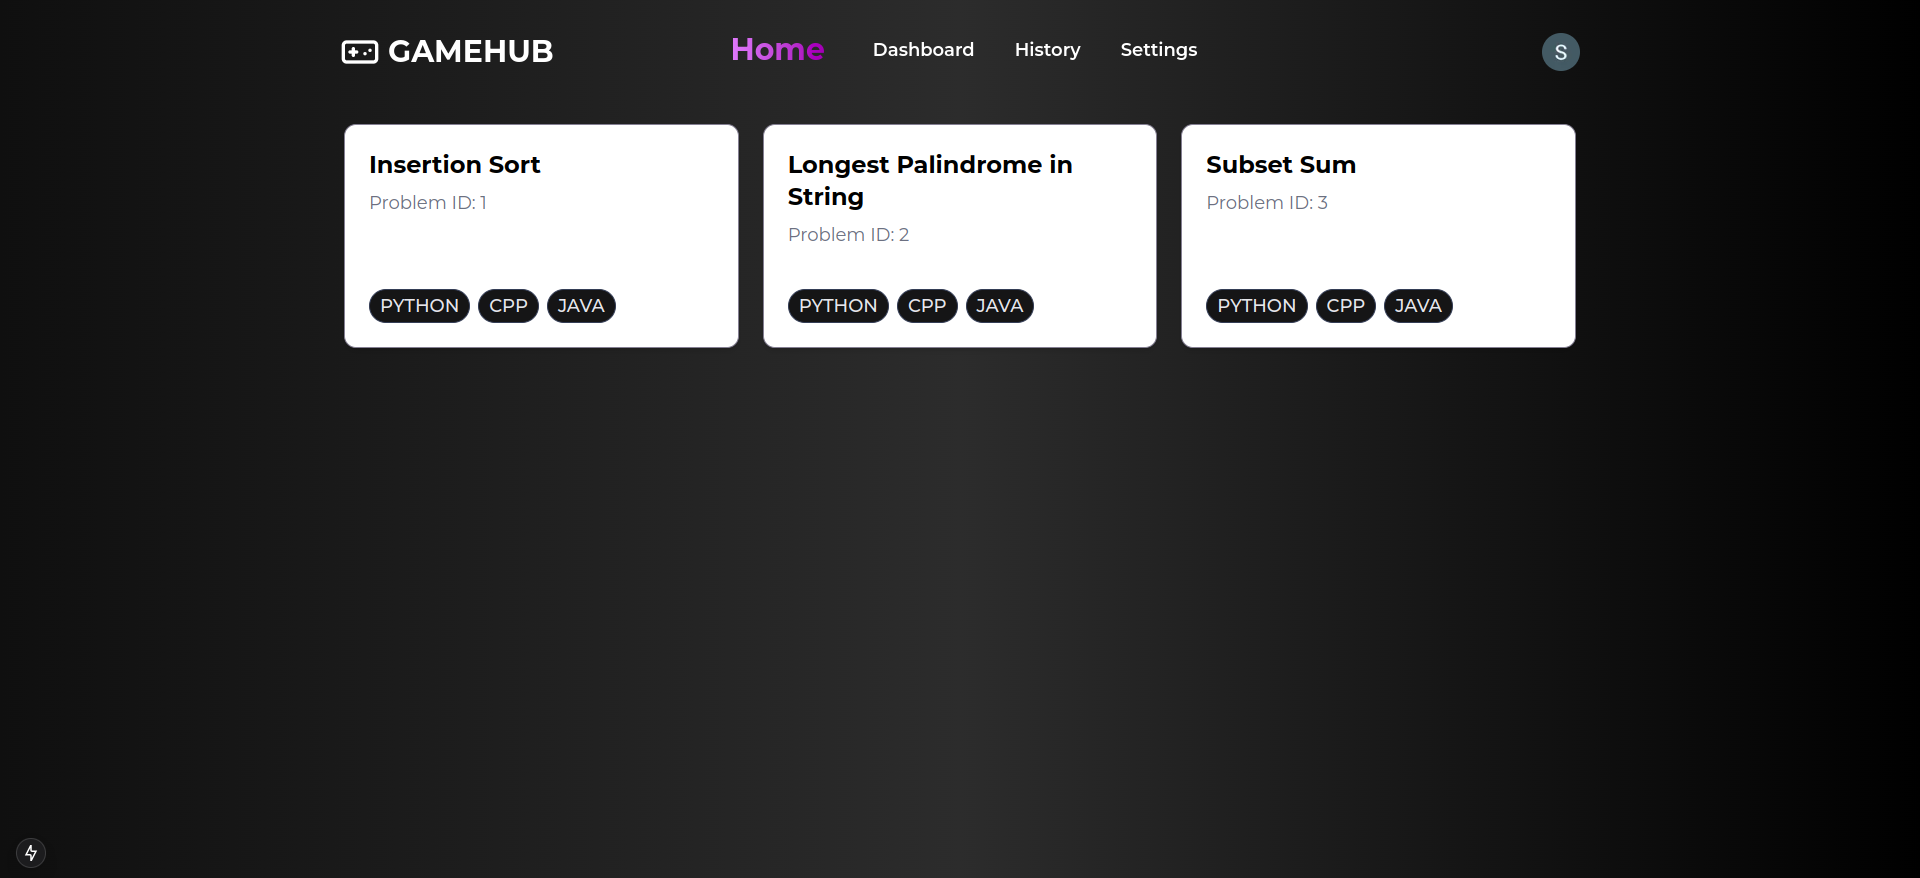 GAMEHUB
Home
Dashboard
History
Settings
S
Insertion Sort
Problem ID: 1
PYTHON
CPP
JAVA
Longest Palindrome in
String
Problem ID: 2
PYTHON
CPP
JAVA
Subset Sum
Problem ID: 3
PYTHON
CPP
JAVA